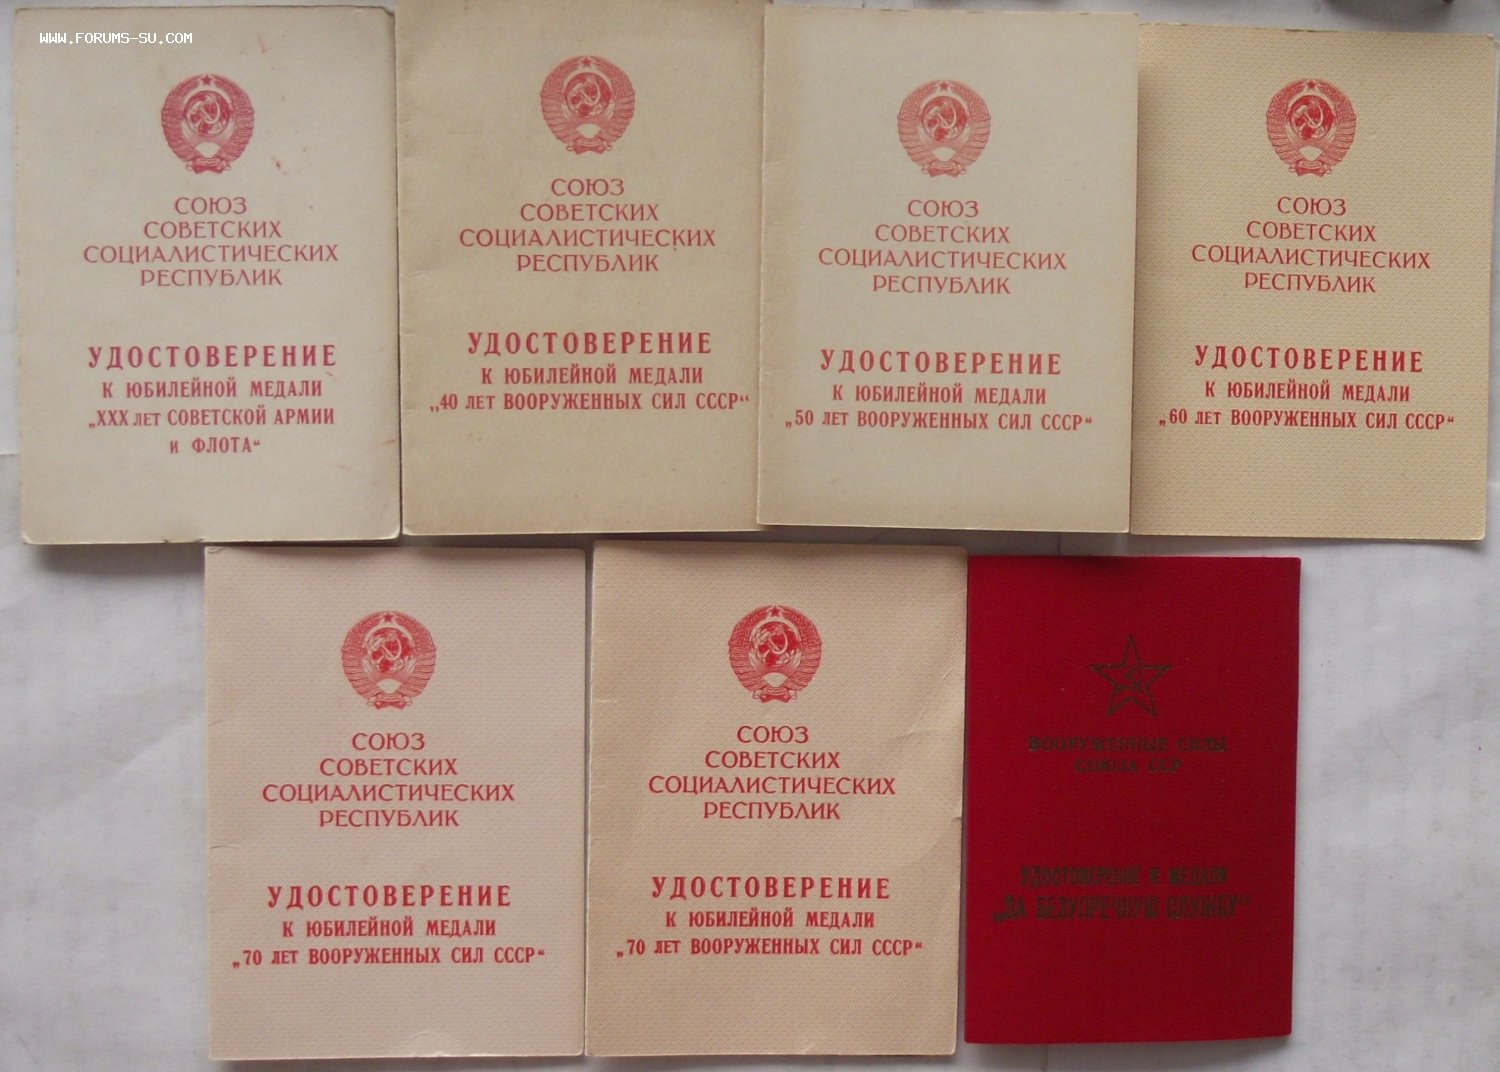 WWW.FORUMS-SU.COM
СОЮЗ
СОВЕТСКИХ
СОЦИАЛИСТИЧЕСКИХ
РЕСПУБЛИК
УДОСТОВЕРЕНИЕ
К ЮБИЛЕЙНОЙ МЕДАЛИ
„XXX ЛЕТ СОВЕТСКОЙ АРМИИ
И ФЛОТА“
СОЮЗ
СОВЕТСКИХ
СОЦИАЛИСТИЧЕСКИХ
РЕСПУБЛИК
УДОСТОВЕРЕНИЕ
К ЮБИЛЕЙНОЙ МЕДАЛИ
„40 ЛЕТ ВООРУЖЕННЫХ СИЛ СССР“
СОЮЗ
СОВЕТСКИХ
СОЦИАЛИСТИЧЕСКИХ
РЕСПУБЛИК
УДОСТОВЕРЕНИЕ
К ЮБИЛЕЙНОЙ МЕДАЛИ
„50 ЛЕТ ВООРУЖЕННЫХ СИЛ СССР“
СОЮЗ
СОВЕТСКИХ
СОЦИАЛИСТИЧЕСКИХ
РЕСПУБЛИК
УДОСТОВЕРЕНИЕ
К ЮБИЛЕЙНОЙ МЕДАЛИ
„60 ЛЕТ ВООРУЖЕННЫХ СИЛ СССР“
СОЮЗ
СОВЕТСКИХ
СОЦИАЛИСТИЧЕСКИХ
РЕСПУБЛИК
УДОСТОВЕРЕНИЕ
К ЮБИЛЕЙНОЙ МЕДАЛИ
„70 ЛЕТ ВООРУЖЕННЫХ СИЛ СССР“
СОЮЗ
СОВЕТСКИХ
СОЦИАЛИСТИЧЕСКИХ
РЕСПУБЛИК
УДОСТОВЕРЕНИЕ
К ЮБИЛЕЙНОЙ МЕДАЛИ
„70 ЛЕТ ВООРУЖЕННЫХ СИЛ СССР“
ВООРУЖЕННЫЕ СИЛЫ
СОЮЗА ССР
УДОСТОВЕРЕНИЕ К МЕДАЛИ
„ЗА БЕЗУПРЕЧНУЮ СЛУЖБУ“